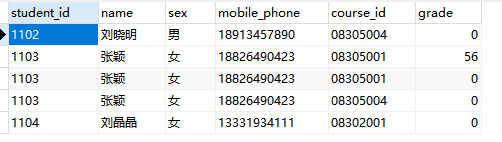 student_id name sex mobile_phone course_id grade
1102 刘晓明 男 18913457890 08305004 0
1103 张颖 女 18826490423 08305001 56
1103 张颖 女 18826490423 08305001 0
1103 张颖 女 18826490423 08305004 0
1104 刘晶晶 女 13331934111 08302001 0